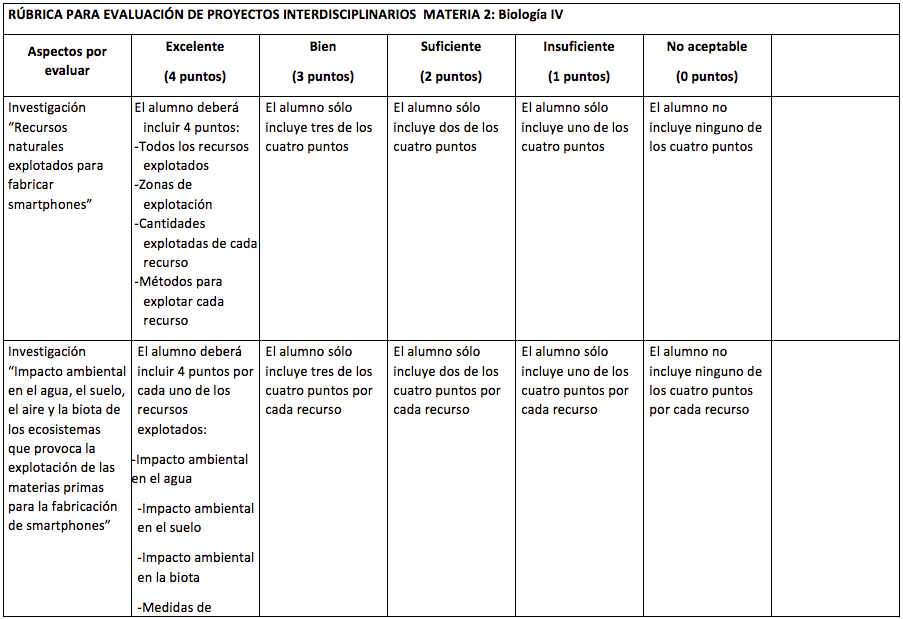 RÚBRICA PARA EVALUACIÓN DE PROYECTOS INTERDISCIPLINARIOS  MATERIA 2: Biología IV
Aspectos por
evaluar
Excelente
(4 puntos)
Bien
(3 puntos)
Suficiente
(2 puntos)
Insuficiente
(1 puntos)
No aceptable
(0 puntos)
Investigación
“Recursos
naturales
explotados para
fabricar
smartphones”
El alumno deberá
incluir 4 puntos:
-Todos los recursos
explotados
-Zonas de
explotación
-Cantidades
explotadas de cada
recurso
-Métodos para
explotar cada
recurso
El alumno sólo
incluye tres de los
cuatro puntos
El alumno sólo
incluye dos de los
cuatro puntos
El alumno sólo
incluye uno de los
cuatro puntos
El alumno no
incluye ninguno de
los cuatro puntos
Investigación
“Impacto ambiental
en el agua, el suelo,
el aire y la biota de
los ecosistemas
que provoca la
explotación de las
materias primas
para la fabricación
de smartphones”
El alumno deberá
incluir 4 puntos por
cada uno de los
recursos
explotados:
-Impacto ambiental
en el agua
-Impacto ambiental
en el suelo
-Impacto ambiental
en la biota
-Medidas de
El alumno sólo
incluye tres de los
cuatro puntos por
cada recurso
El alumno sólo
incluye dos de los
cuatro puntos por
cada recurso
El alumno sólo
incluye uno de los
cuatro puntos por
cada recurso
El alumno no
incluye ninguno de
los cuatro puntos
por cada recurso